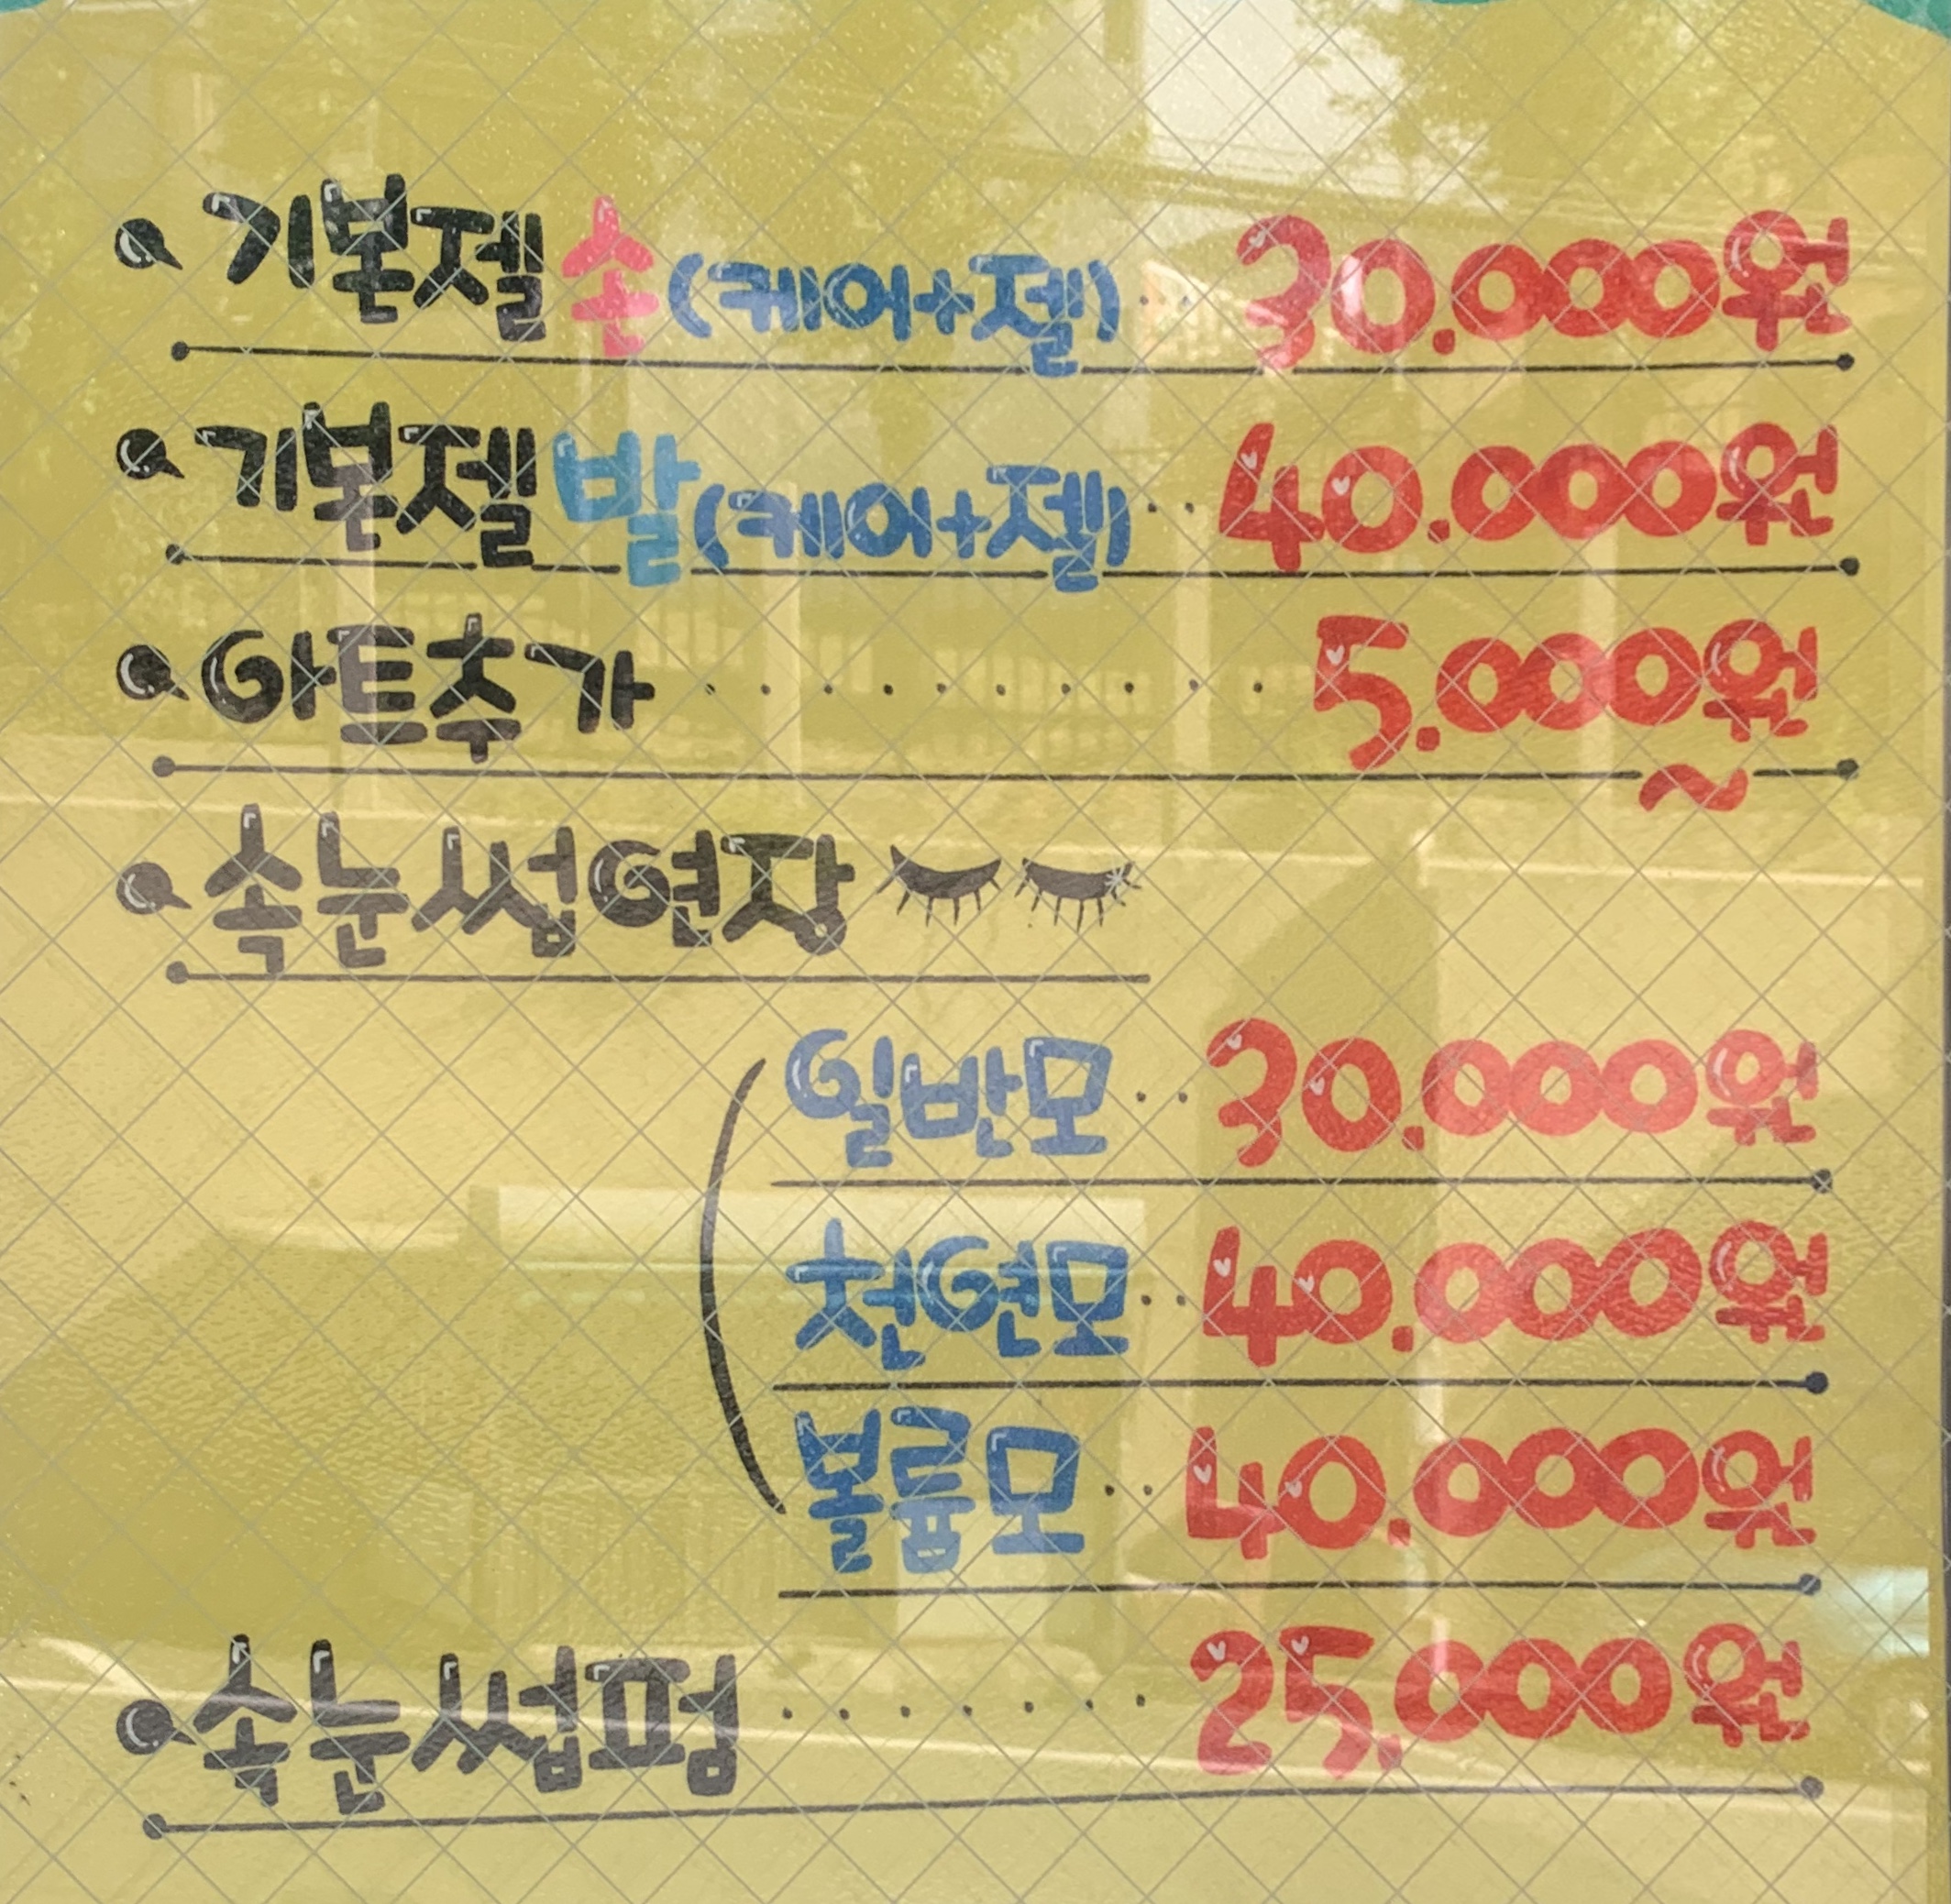 기본젤 손 (케어+젤) ·· 30.000원
기본젤 발 (케어+젤) ·· 40.000원
아트추가 · · · · · · · · · · 5.000원~
속눈썹연장
일반모 ·· 30.000원
천연모 ·· 40.000원
볼륨모 ·· 40.000원
속눈썹펌 · · · · · · · 25.000원